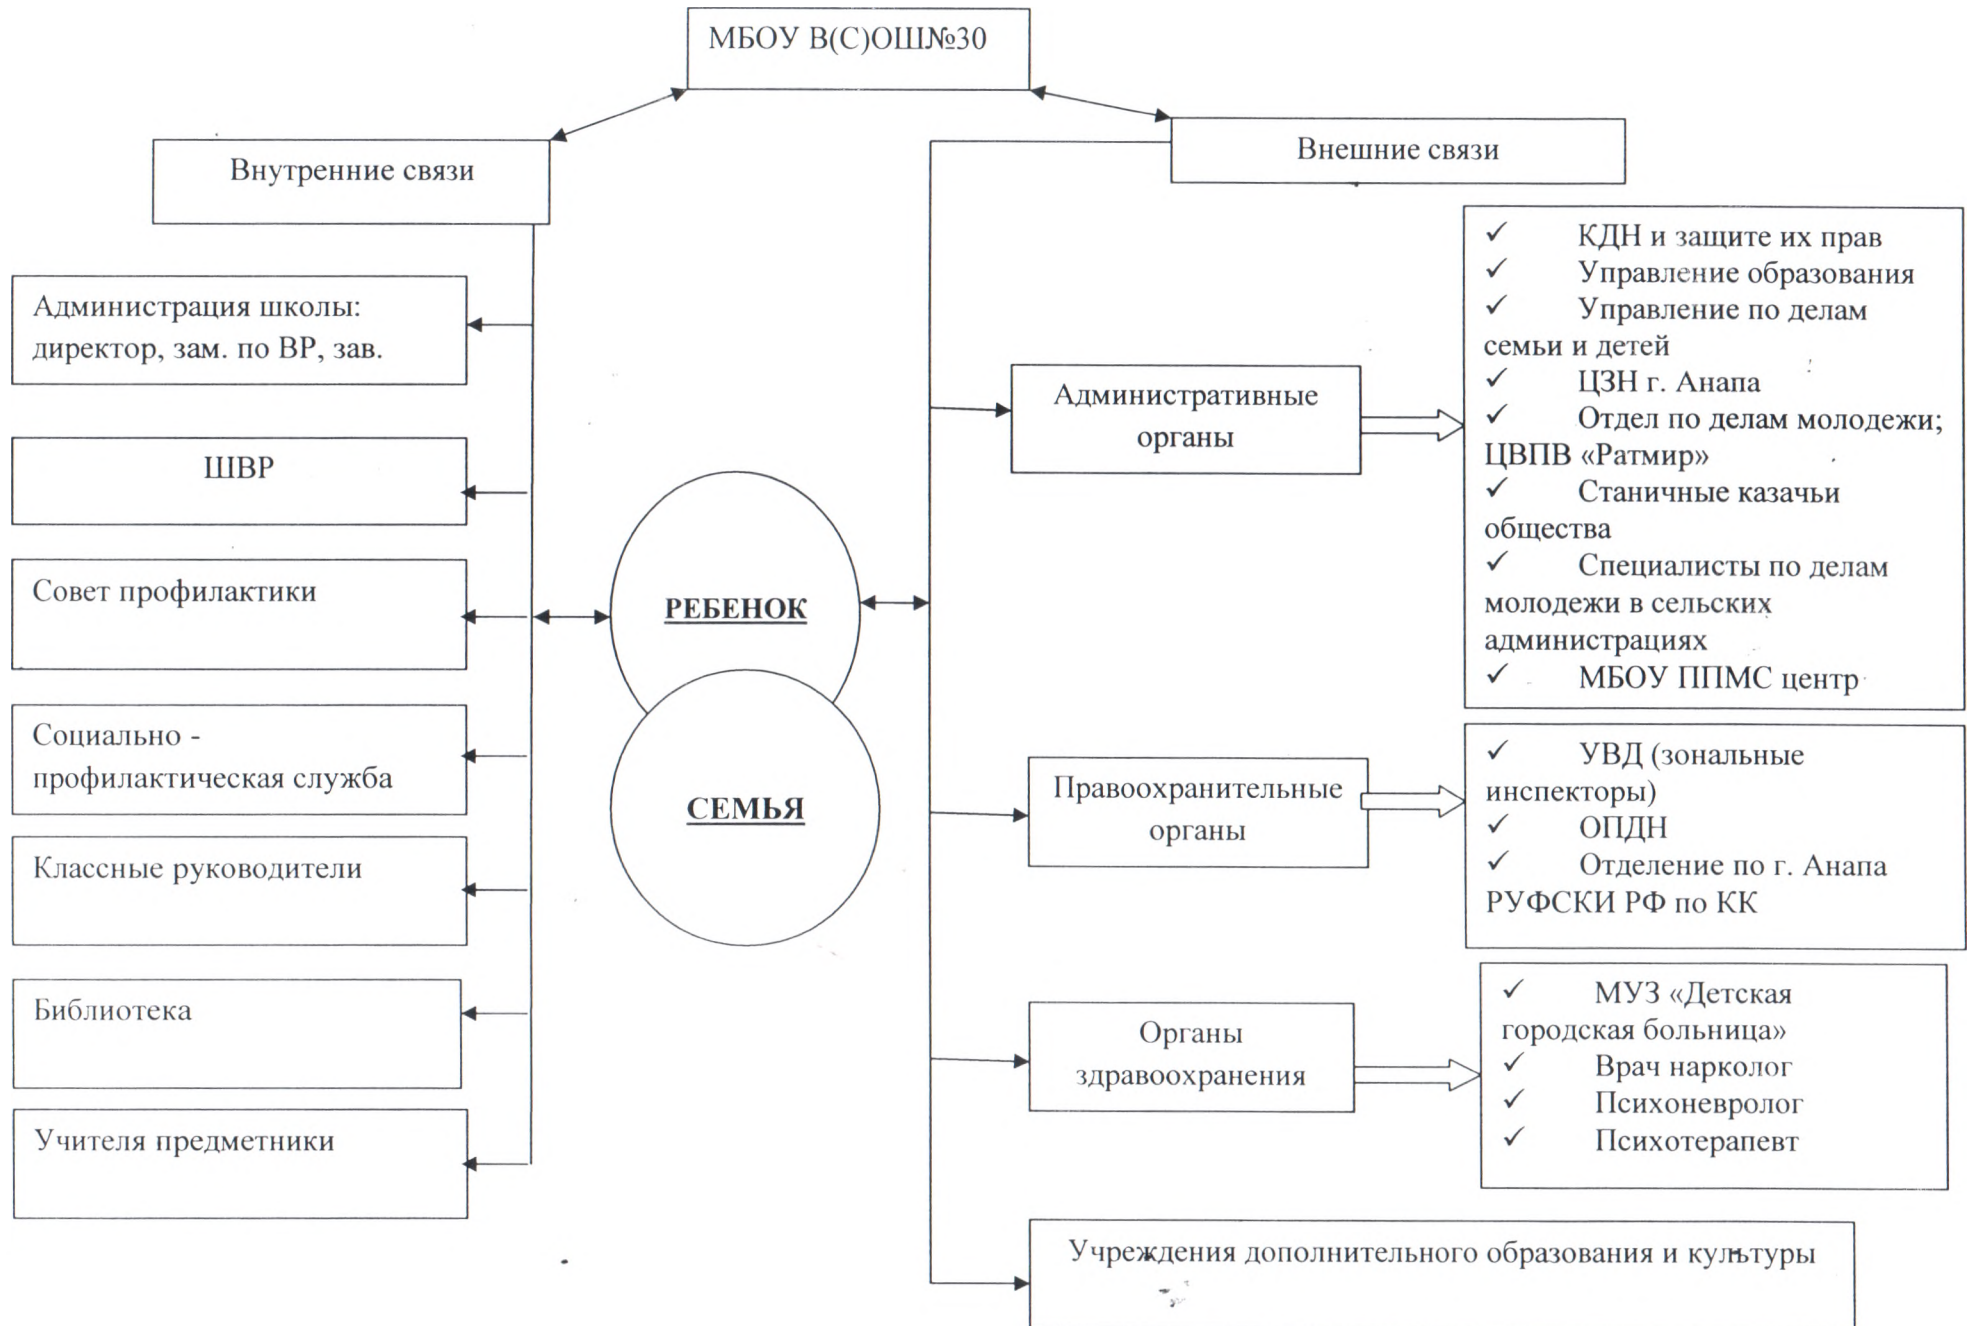 МБОУ В(С)ОШ№30
Внутренние связи
Внешние связи
Администрация школы:
директор, зам. по ВР, зав.
ШВР
Совет профилактики
Социально -
профилактическая служба
Классные руководители
Библиотека
Учителя предметники
РЕБЕНОК
СЕМЬЯ
Административные
органы
✓ КДН и защите их прав
✓ Управление образования
✓ Управление по делам
семьи и детей
✓ ЦЗН г. Анапа
✓ Отдел по делам молодежи;
ЦВПВ «Ратмир»
✓ Станичные казачьи
общества
✓ Специалисты по делам
молодежи в сельских
администрациях
✓ МБОУ ППМС центр
Правоохранительные
органы
✓ УВД (зональные
инспекторы)
✓ ОПДН
✓ Отделение по г. Анапа
РУФСКИ РФ по КК
Органы
здравоохранения
✓ МУЗ «Детская
городская больница»
✓ Врач нарколог
✓ Психоневролог
✓ Психотерапевт
Учреждения дополнительного образования и культуры